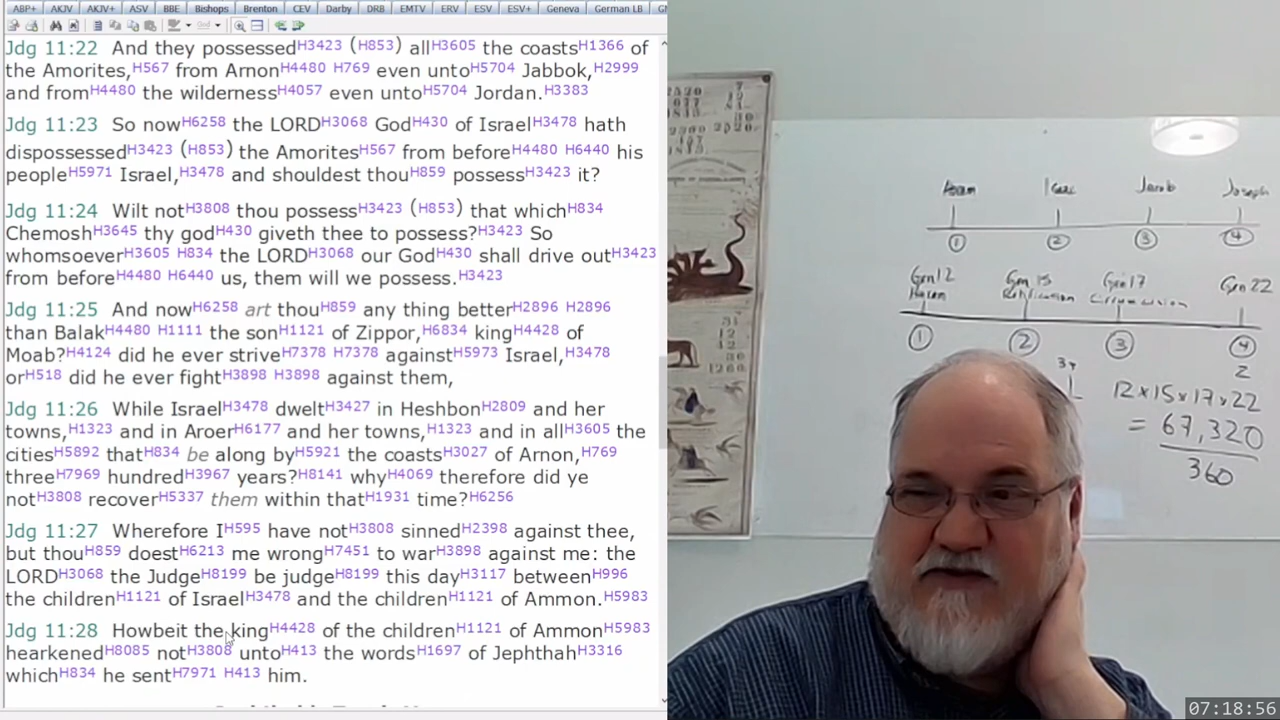 ABP+ AKJV AKJV+ ASV BBE Bishops Brenton CEV Darby DRB EMTV ERV ESV ESV+ Geneva German LB
Jdg 11:22 And they possessedH3423 (H853) allH3605 the coastsH1366 of
the Amorites,H567 from ArnonH4480 H769 even untoH5704 Jabbok,H2999
and fromH4480 the wildernessH4057 even untoH5704 Jordan.H3383
Jdg 11:23 So nowH6258 the LORDH3068 GodH430 of IsraelH3478 hath
dispossessedH3423 (H853) the AmoritesH567 from beforeH4480 H6440 his
peopleH5971 Israel,H3478 and shouldest thouH859 possessH3423 it?
Jdg 11:24 Wilt notH3808 thou possessH3423 (H853) that whichH834
ChemoshH3645 thy godH430 giveth thee to possess?H3423 So
whomsoeverH3605 H834 the LORDH3068 our GodH430 shall drive outH3423
from beforeH4480 H6440 us, them will we possess.H3423
Jdg 11:25 And nowH6258 art thouH859 any thing betterH2896 H2896
than BalakH4480 H1111 the sonH1121 of Zippor,H6834 kingH4428 of
Moab?H4124 did he ever striveH7378 H7378 againstH5973 Israel,H3478
orH518 did he ever fightH3898 H3898 against them,
Jdg 11:26 While IsraelH3478 dweltH3427 in HeshbonH2809 and her
towns,H1323 and in AroerH6177 and her towns,H1323 and in allH3605 the
citiesH5892 thatH834 be along byH5921 the coastsH3027 of Arnon,H769
threeH7969 hundredH3967 years?H8141 whyH4069 therefore did ye
notH3808 recoverH5337 them within thatH1931 time?H6256
Jdg 11:27 Wherefore IH595 have notH3808 sinnedH2398 against thee,
but thouH859 doestH6213 me wrongH7451 to warH3898 against me: the
LORDH3068 the JudgeH8199 be judgeH8199 this dayH3117 betweenH996
the childrenH1121 of IsraelH3478 and the childrenH1121 of Ammon.H5983
Jdg 11:28 Howbeit the kingH4428 of the childrenH1121 of AmmonH5983
hearkenedH8085 notH3808 untoH413 the wordsH1697 of JephthahH3316
whichH834 he sentH7971 H413 him.
Jacob Joseph
1 2 3 4
Gen 12 Gen 15 Gen 17 Gen 22
1 2 3 4
2
12x15x17x22
= 67,320
360
1260
07:18:56